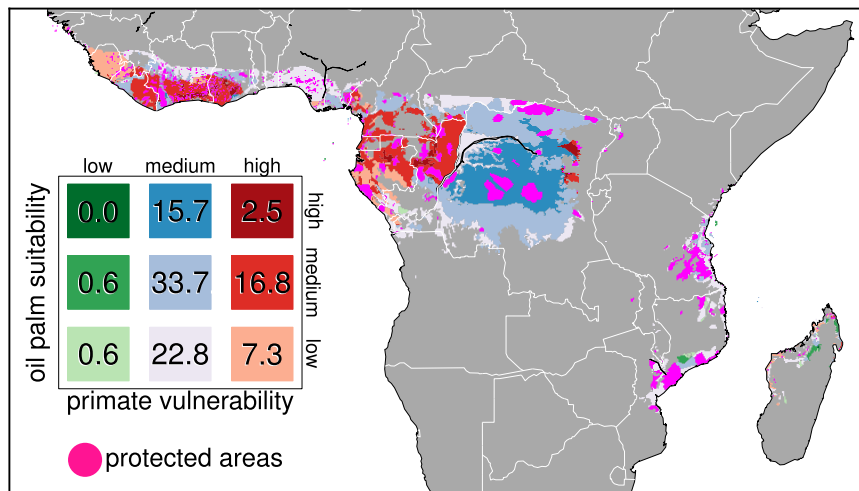 low medium high
oil palm suitability
0.0 15.7 2.5 high
0.6 33.7 16.8 medium
0.6 22.8 7.3 low
primate vulnerability
protected areas